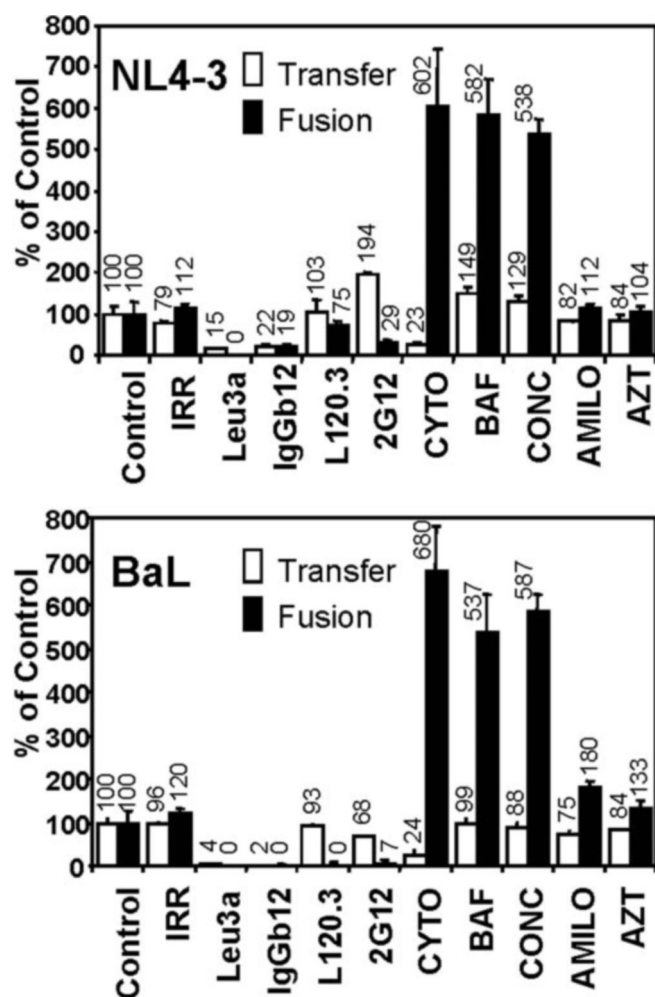 800
NL4-3
Transfer
Fusion
700
600
500
400
300
200
100
0
% of Control
100 100 79 112 15 0 22 19 103 75 194 29 23 602 149 582 129 538 82 112 84 104
Control IRR Leu3a IgGb12 L120.3 2G12 CYTO BAF CONC AMILO AZT
800
BaL
Transfer
Fusion
700
600
500
400
300
200
100
0
% of Control
100 100 96 120 4 0 2 0 93 0 68 7 24 680 99 537 88 587 75 180 84 133
Control IRR Leu3a IgGb12 L120.3 2G12 CYTO BAF CONC AMILO AZT